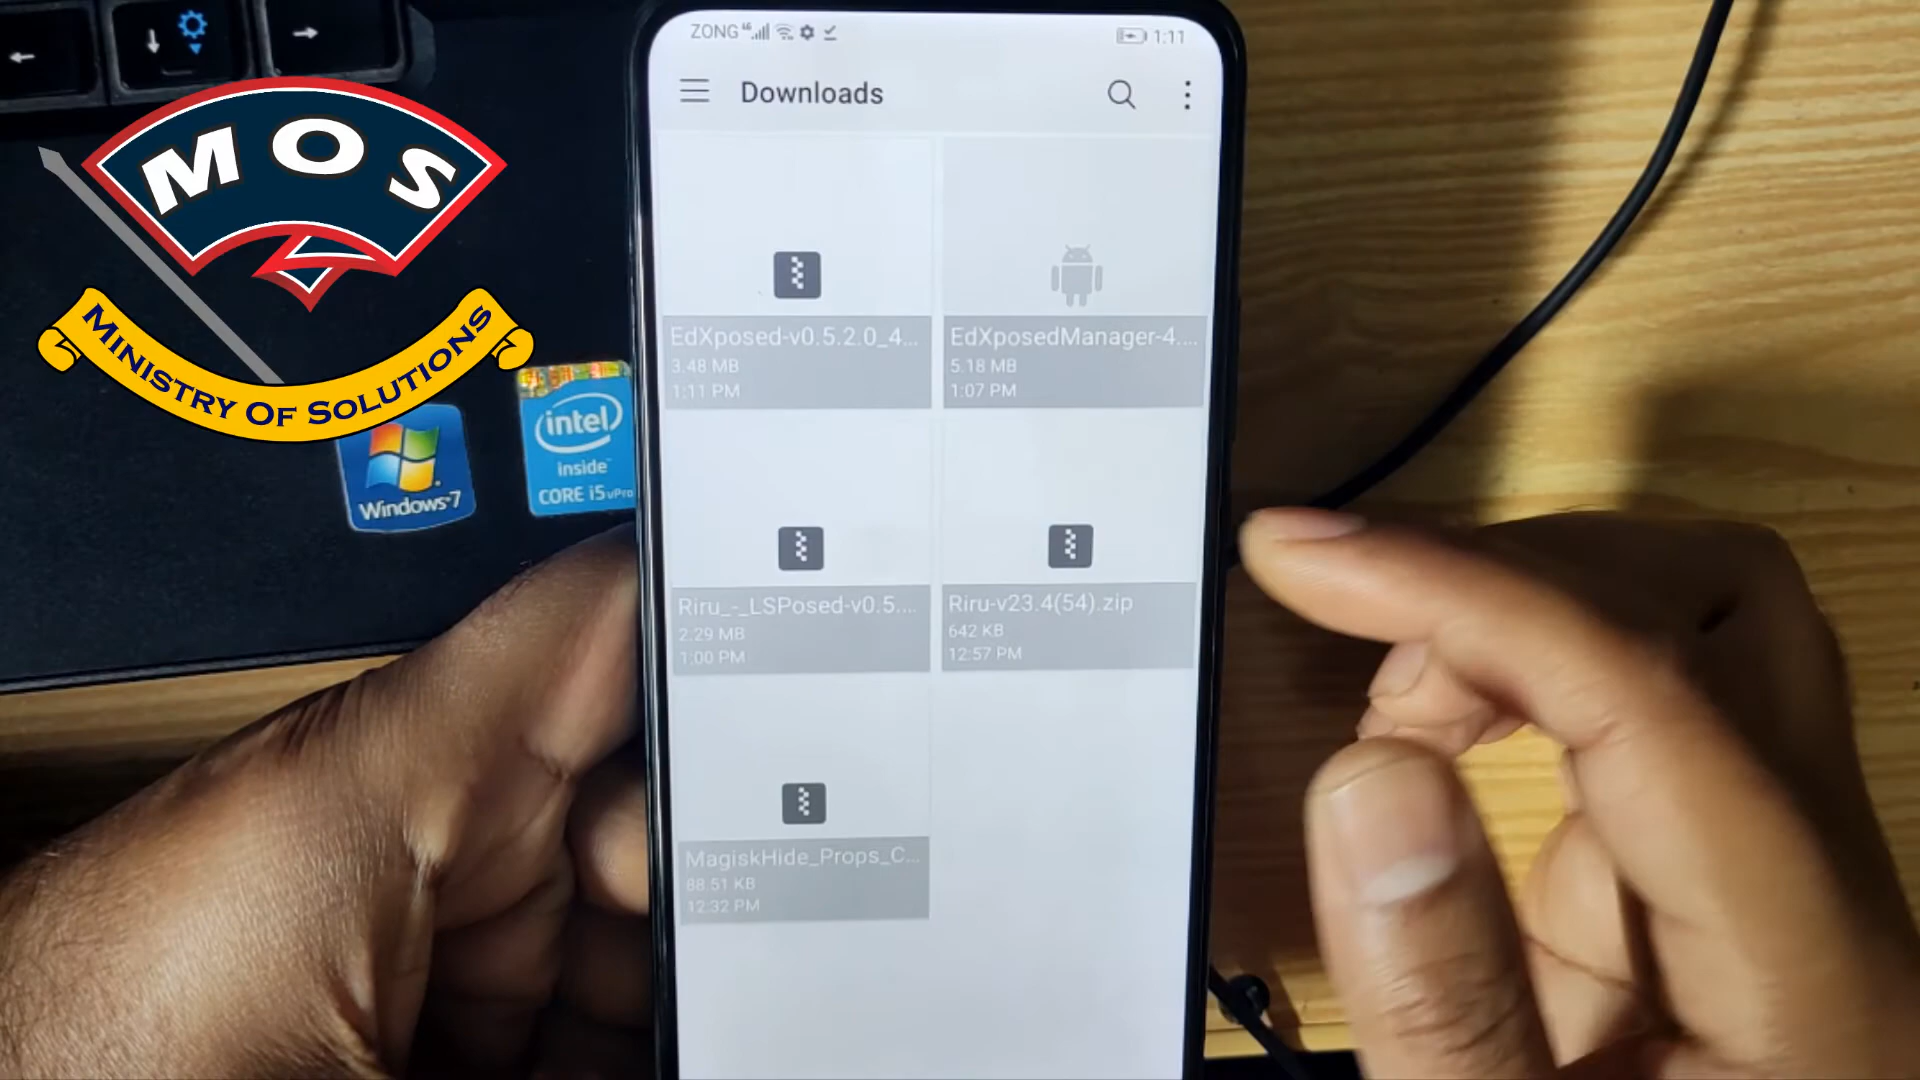 MOS
MINISTRY OF SOLUTIONS
Windows 7
intel
inside™
CORE i5 vPro
ZONG 4G 1:11
Downloads
EdXposed-v0.5.2.0_4...
3.48 MB
1:11 PM
EdXposedManager-4....
5.18 MB
1:07 PM
Riru_-_LSPosed-v0.5....
2.29 MB
1:00 PM
Riru-v23.4(54).zip
642 KB
12:57 PM
MagiskHide_Props_C...
88.51 KB
12:32 PM